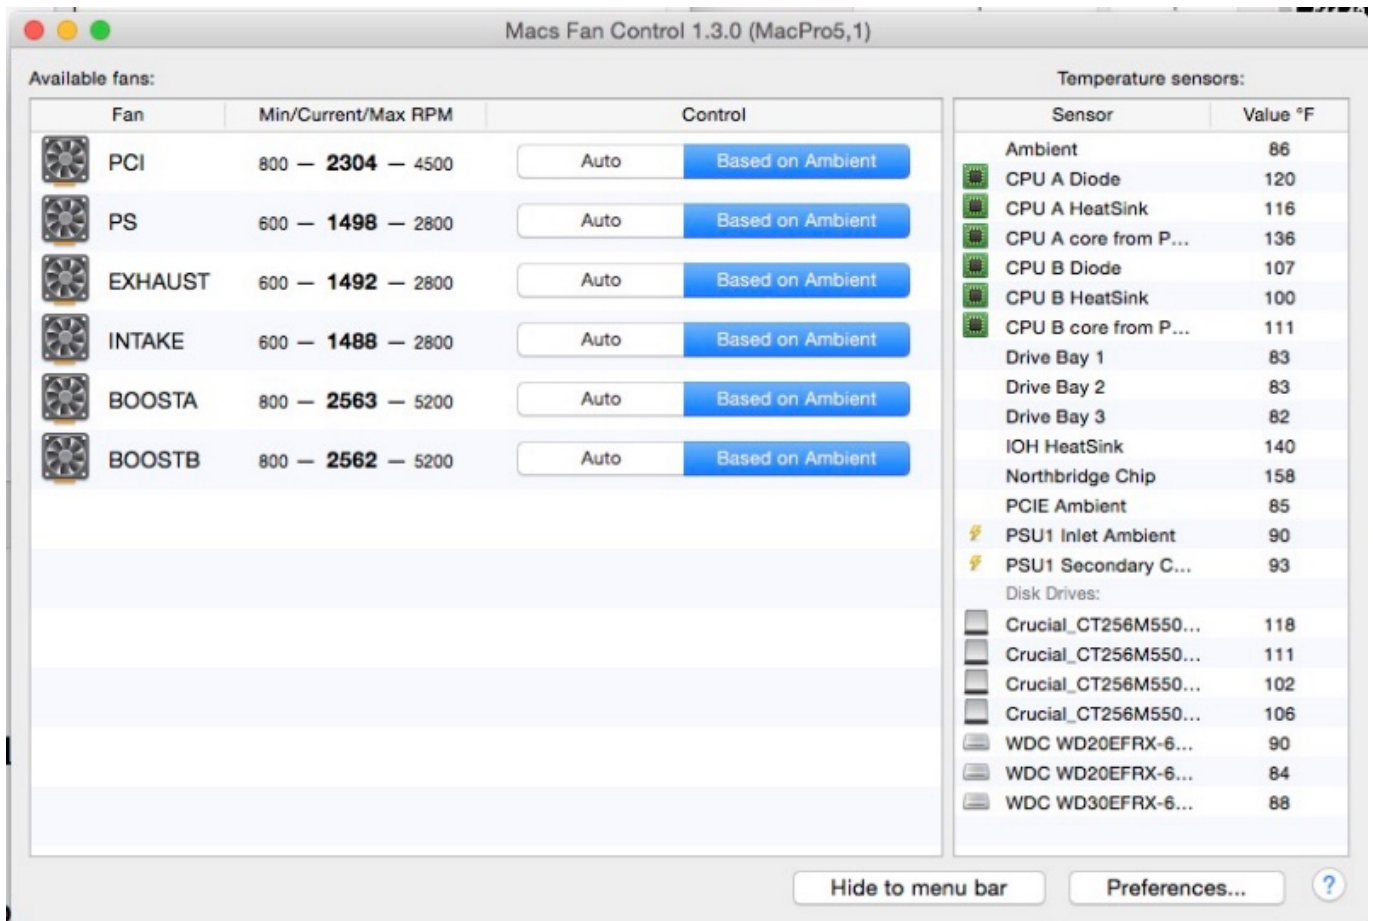 Macs Fan Control 1.3.0 (MacPro5,1)
Available fans:
Fan Min/Current/Max RPM Control
PCI 800 — 2304 — 4500 Auto Based on Ambient
PS 600 — 1498 — 2800 Auto Based on Ambient
EXHAUST 600 — 1492 — 2800 Auto Based on Ambient
INTAKE 600 — 1488 — 2800 Auto Based on Ambient
BOOSTA 800 — 2563 — 5200 Auto Based on Ambient
BOOSTB 800 — 2562 — 5200 Auto Based on Ambient
Temperature sensors:
Sensor Value °F
Ambient 86
CPU A Diode 120
CPU A HeatSink 116
CPU A core from P... 136
CPU B Diode 107
CPU B HeatSink 100
CPU B core from P... 111
Drive Bay 1 83
Drive Bay 2 83
Drive Bay 3 82
IOH HeatSink 140
Northbridge Chip 158
PCIE Ambient 85
PSU1 Inlet Ambient 90
PSU1 Secondary C... 93
Disk Drives:
Crucial_CT256M550... 118
Crucial_CT256M550... 111
Crucial_CT256M550... 102
Crucial_CT256M550... 106
WDC WD20EFRX-6... 90
WDC WD20EFRX-6... 84
WDC WD30EFRX-6... 88
Hide to menu bar Preferences... ?